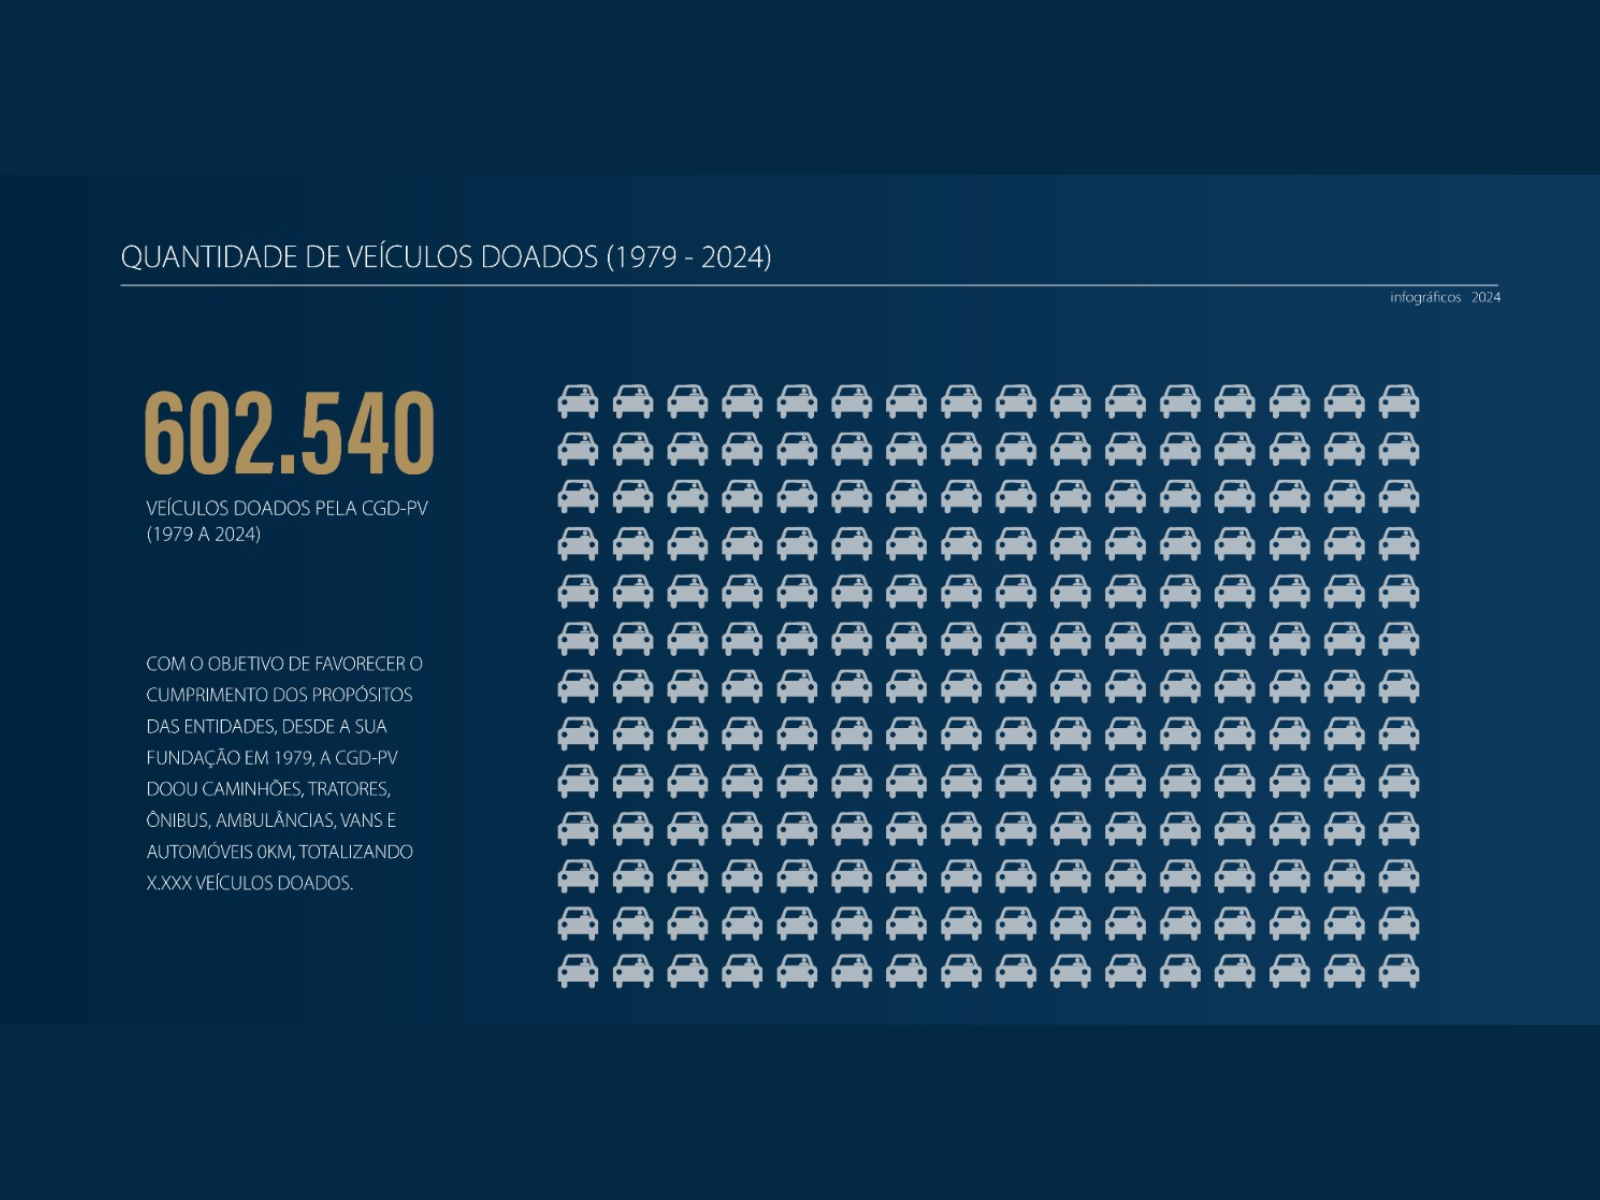 QUANTIDADE DE VEÍCULOS DOADOS (1979 - 2024)
infográficos 2024
602.540
VEÍCULOS DOADOS PELA CGD-PV
(1979 A 2024)
COM O OBJETIVO DE FAVORECER O
CUMPRIMENTO DOS PROPÓSITOS
DAS ENTIDADES, DESDE A SUA
FUNDAÇÃO EM 1979, A CGD-PV
DOOU CAMINHÕES, TRATORES,
ÔNIBUS, AMBULÂNCIAS, VANS E
AUTOMÓVEIS 0KM, TOTALIZANDO
X.XXX VEÍCULOS DOADOS.